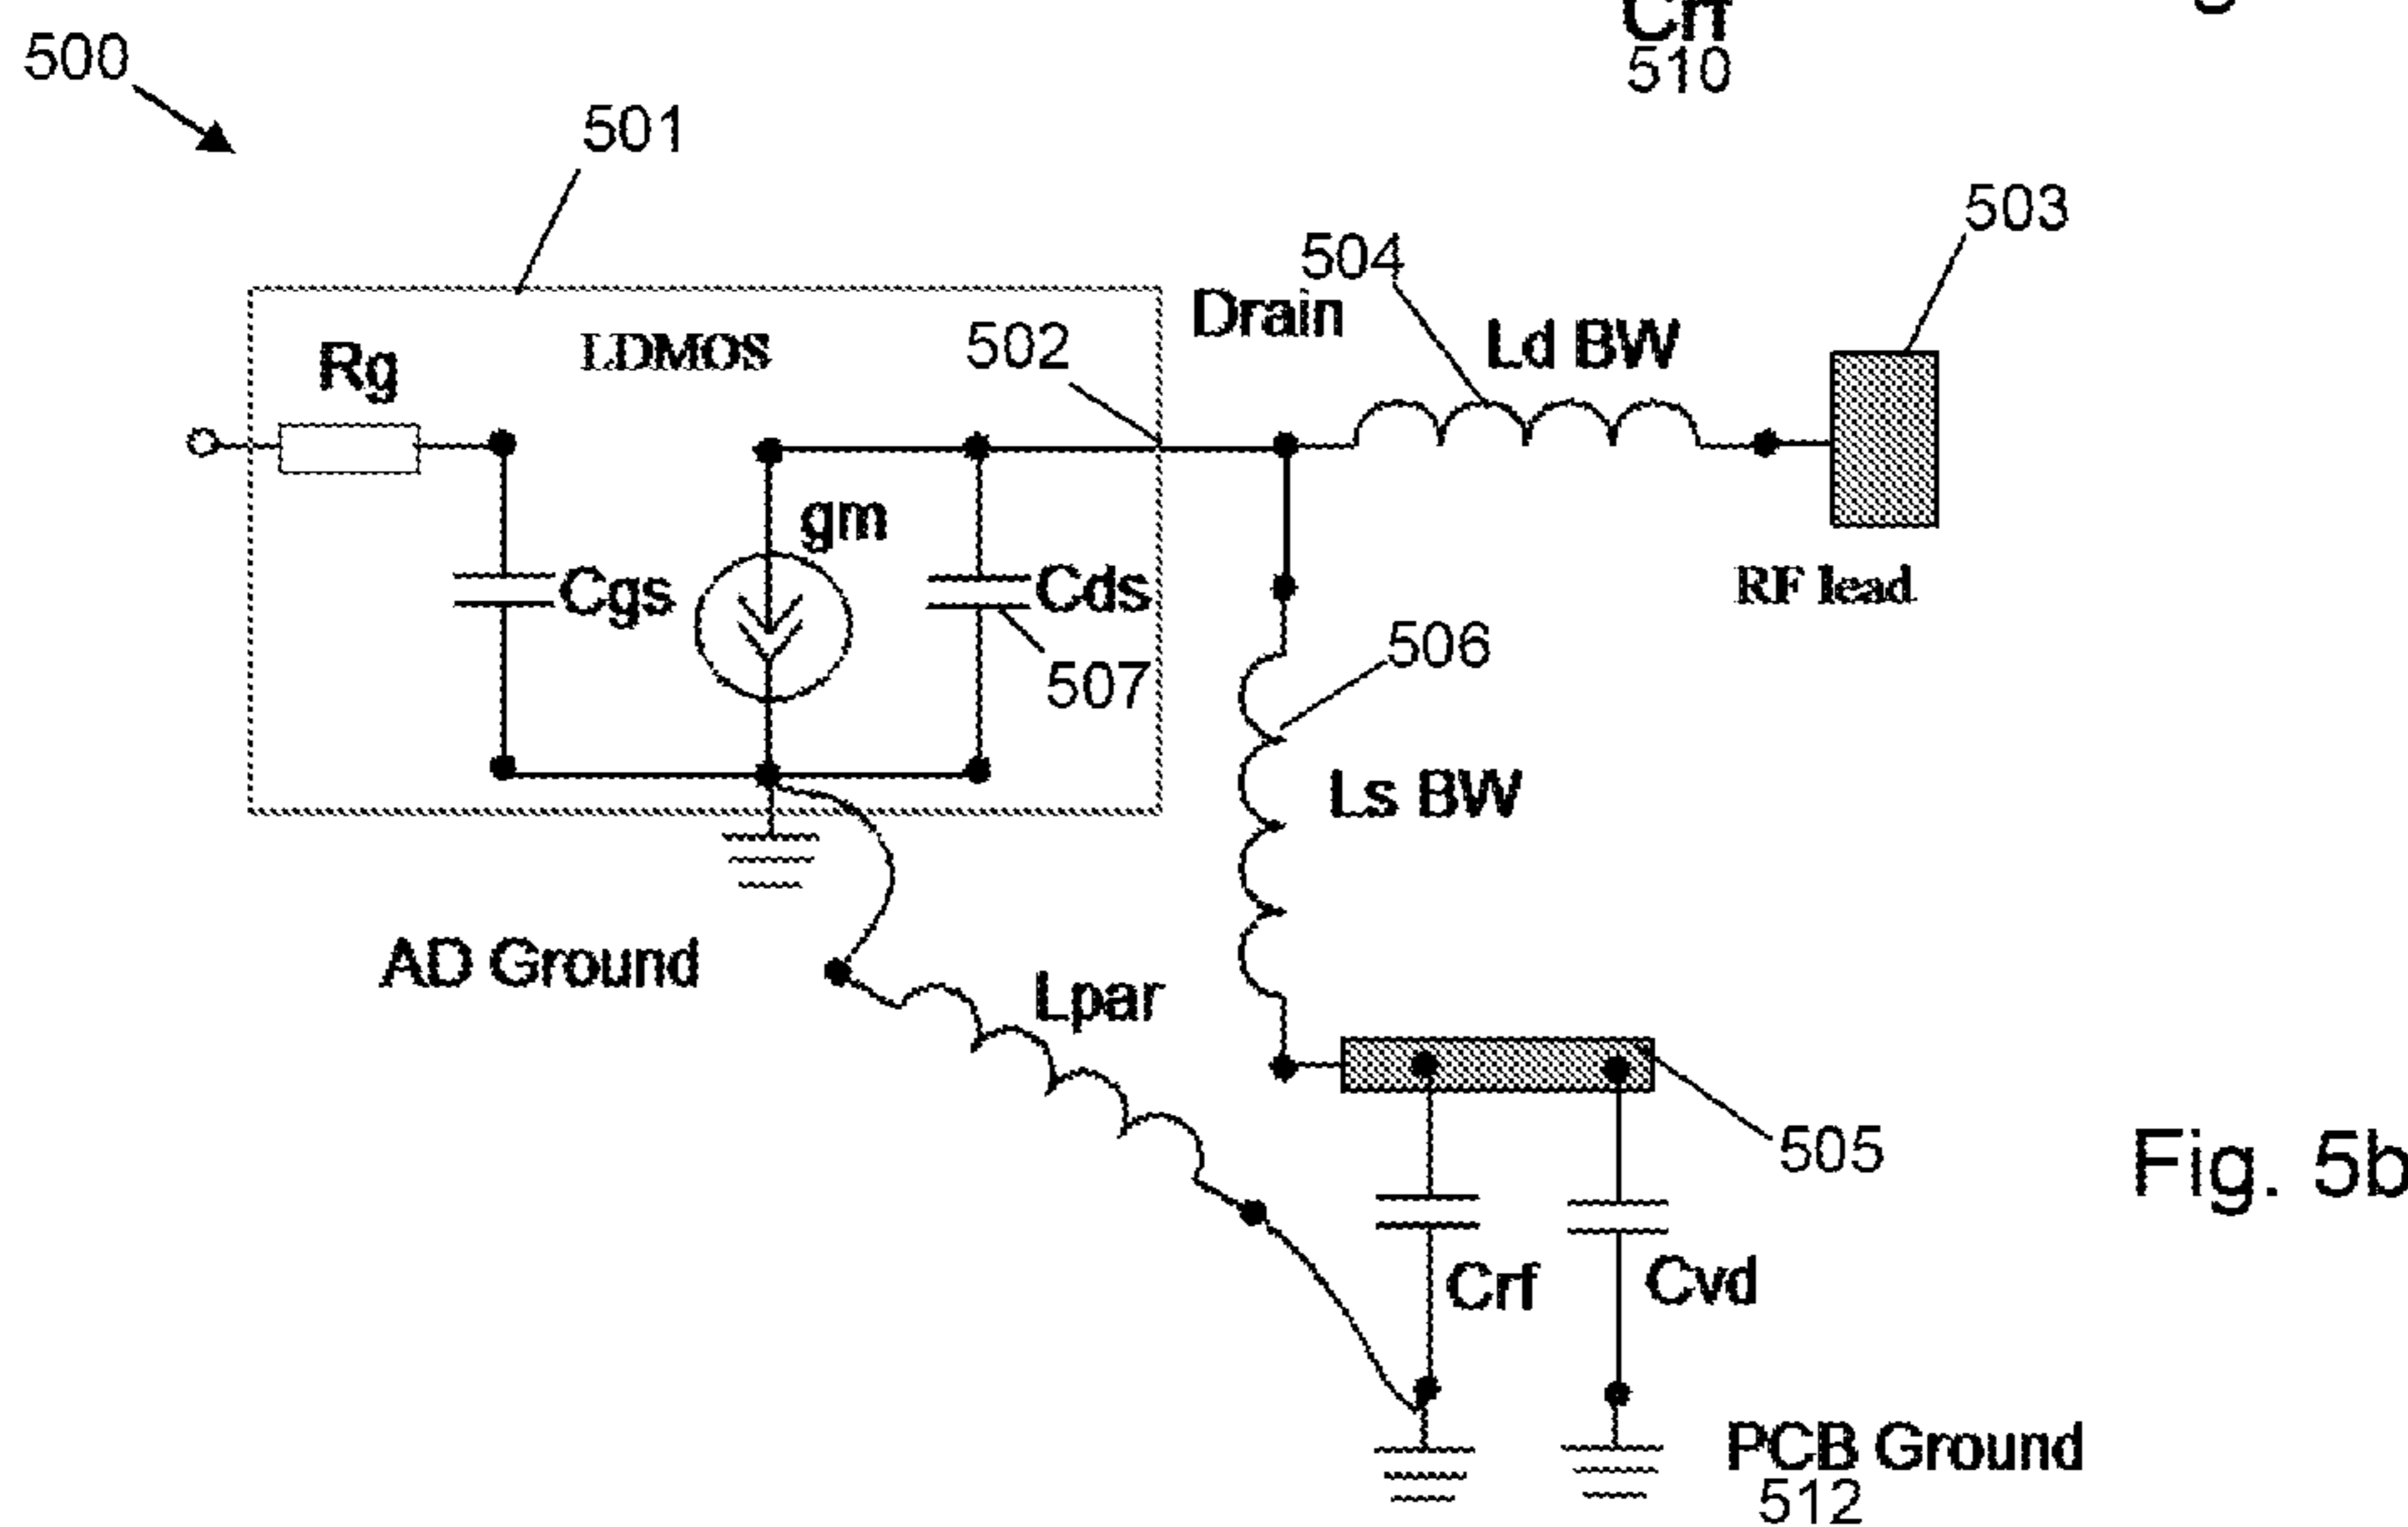 Crf
510
500
501
503
504
Drain
Ld BW
LDMOS
502
Rg
gm
Cgs
Cds
RF lead
507
506
Ls BW
AD Ground
Lpar
505
Fig. 5b
Crf
Cvd
PCB Ground
512